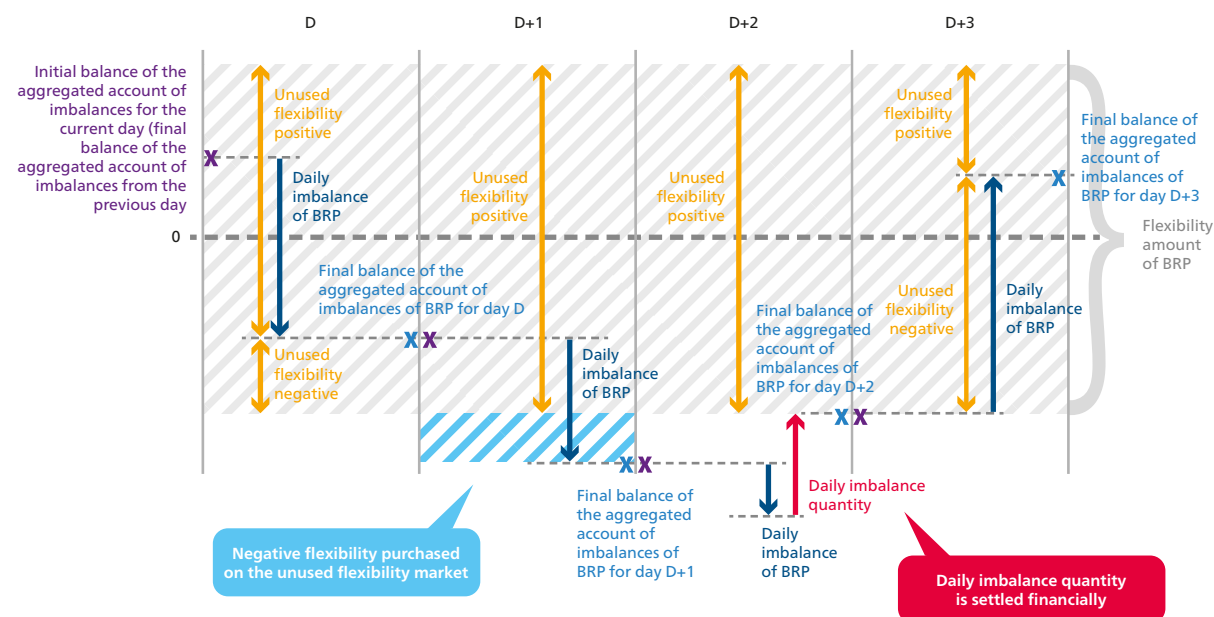 D
D+1
D+2
D+3
Initial balance of the
aggregated account of
imbalances for the
current day (final
balance of the
aggregated account of
imbalances from the
previous day
Unused
flexibility
positive
Daily
imbalance
of BRP
Unused
flexibility
positive
Unused
flexibility
positive
Unused
flexibility
positive
Final balance of
the aggregated
account of
imbalances of
BRP for day D+3
Flexibility
amount
of BRP
0
Final balance of the
aggregated account of
imbalances of BRP for day D
Unused
flexibility
negative
Daily
imbalance
of BRP
Final balance of
the aggregated
account of
imbalances of
BRP for day D+2
Unused
flexibility
negative
Daily
imbalance
of BRP
Final balance of
the aggregated
account of
imbalances of
BRP for day D+1
Daily
imbalance
of BRP
Daily imbalance
quantity
Negative flexibility purchased
on the unused flexibility market
Daily imbalance quantity
is settled financially